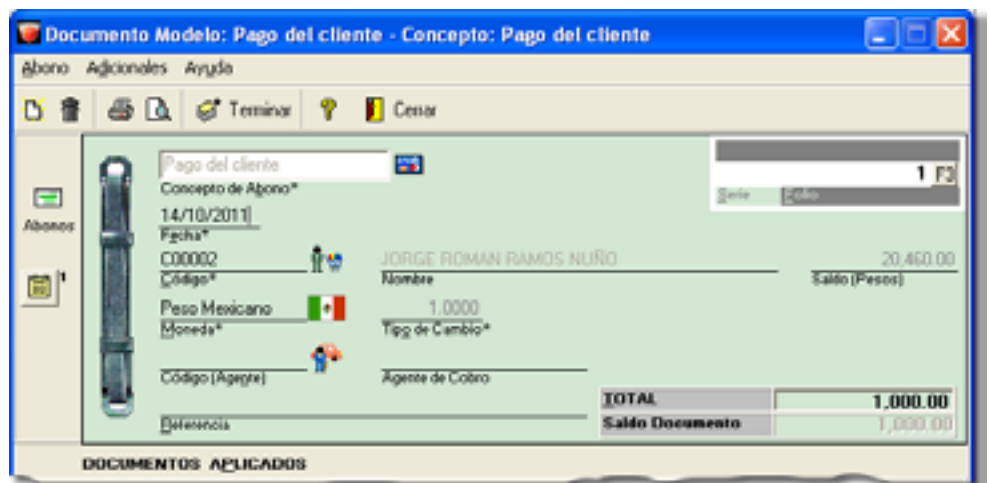 Documento Modelo: Pago del cliente - Concepto: Pago del cliente
Abono Adicionales Ayuda
Terminar Cerrar
Pago del cliente
Concepto de Abono*
1 F3
Serie Folio
14/10/2011
Fecha*
Abonos
C00002 JORGE ROMAN RAMOS NUÑO 20,460.00
Código* Nombre Saldo (Pesos)
1
Peso Mexicano 1.0000
Moneda* Tipo de Cambio*
Código (Agente) Agente de Cobro
TOTAL 1,000.00
Referencia Saldo Documento 1,000.00
DOCUMENTOS APLICADOS